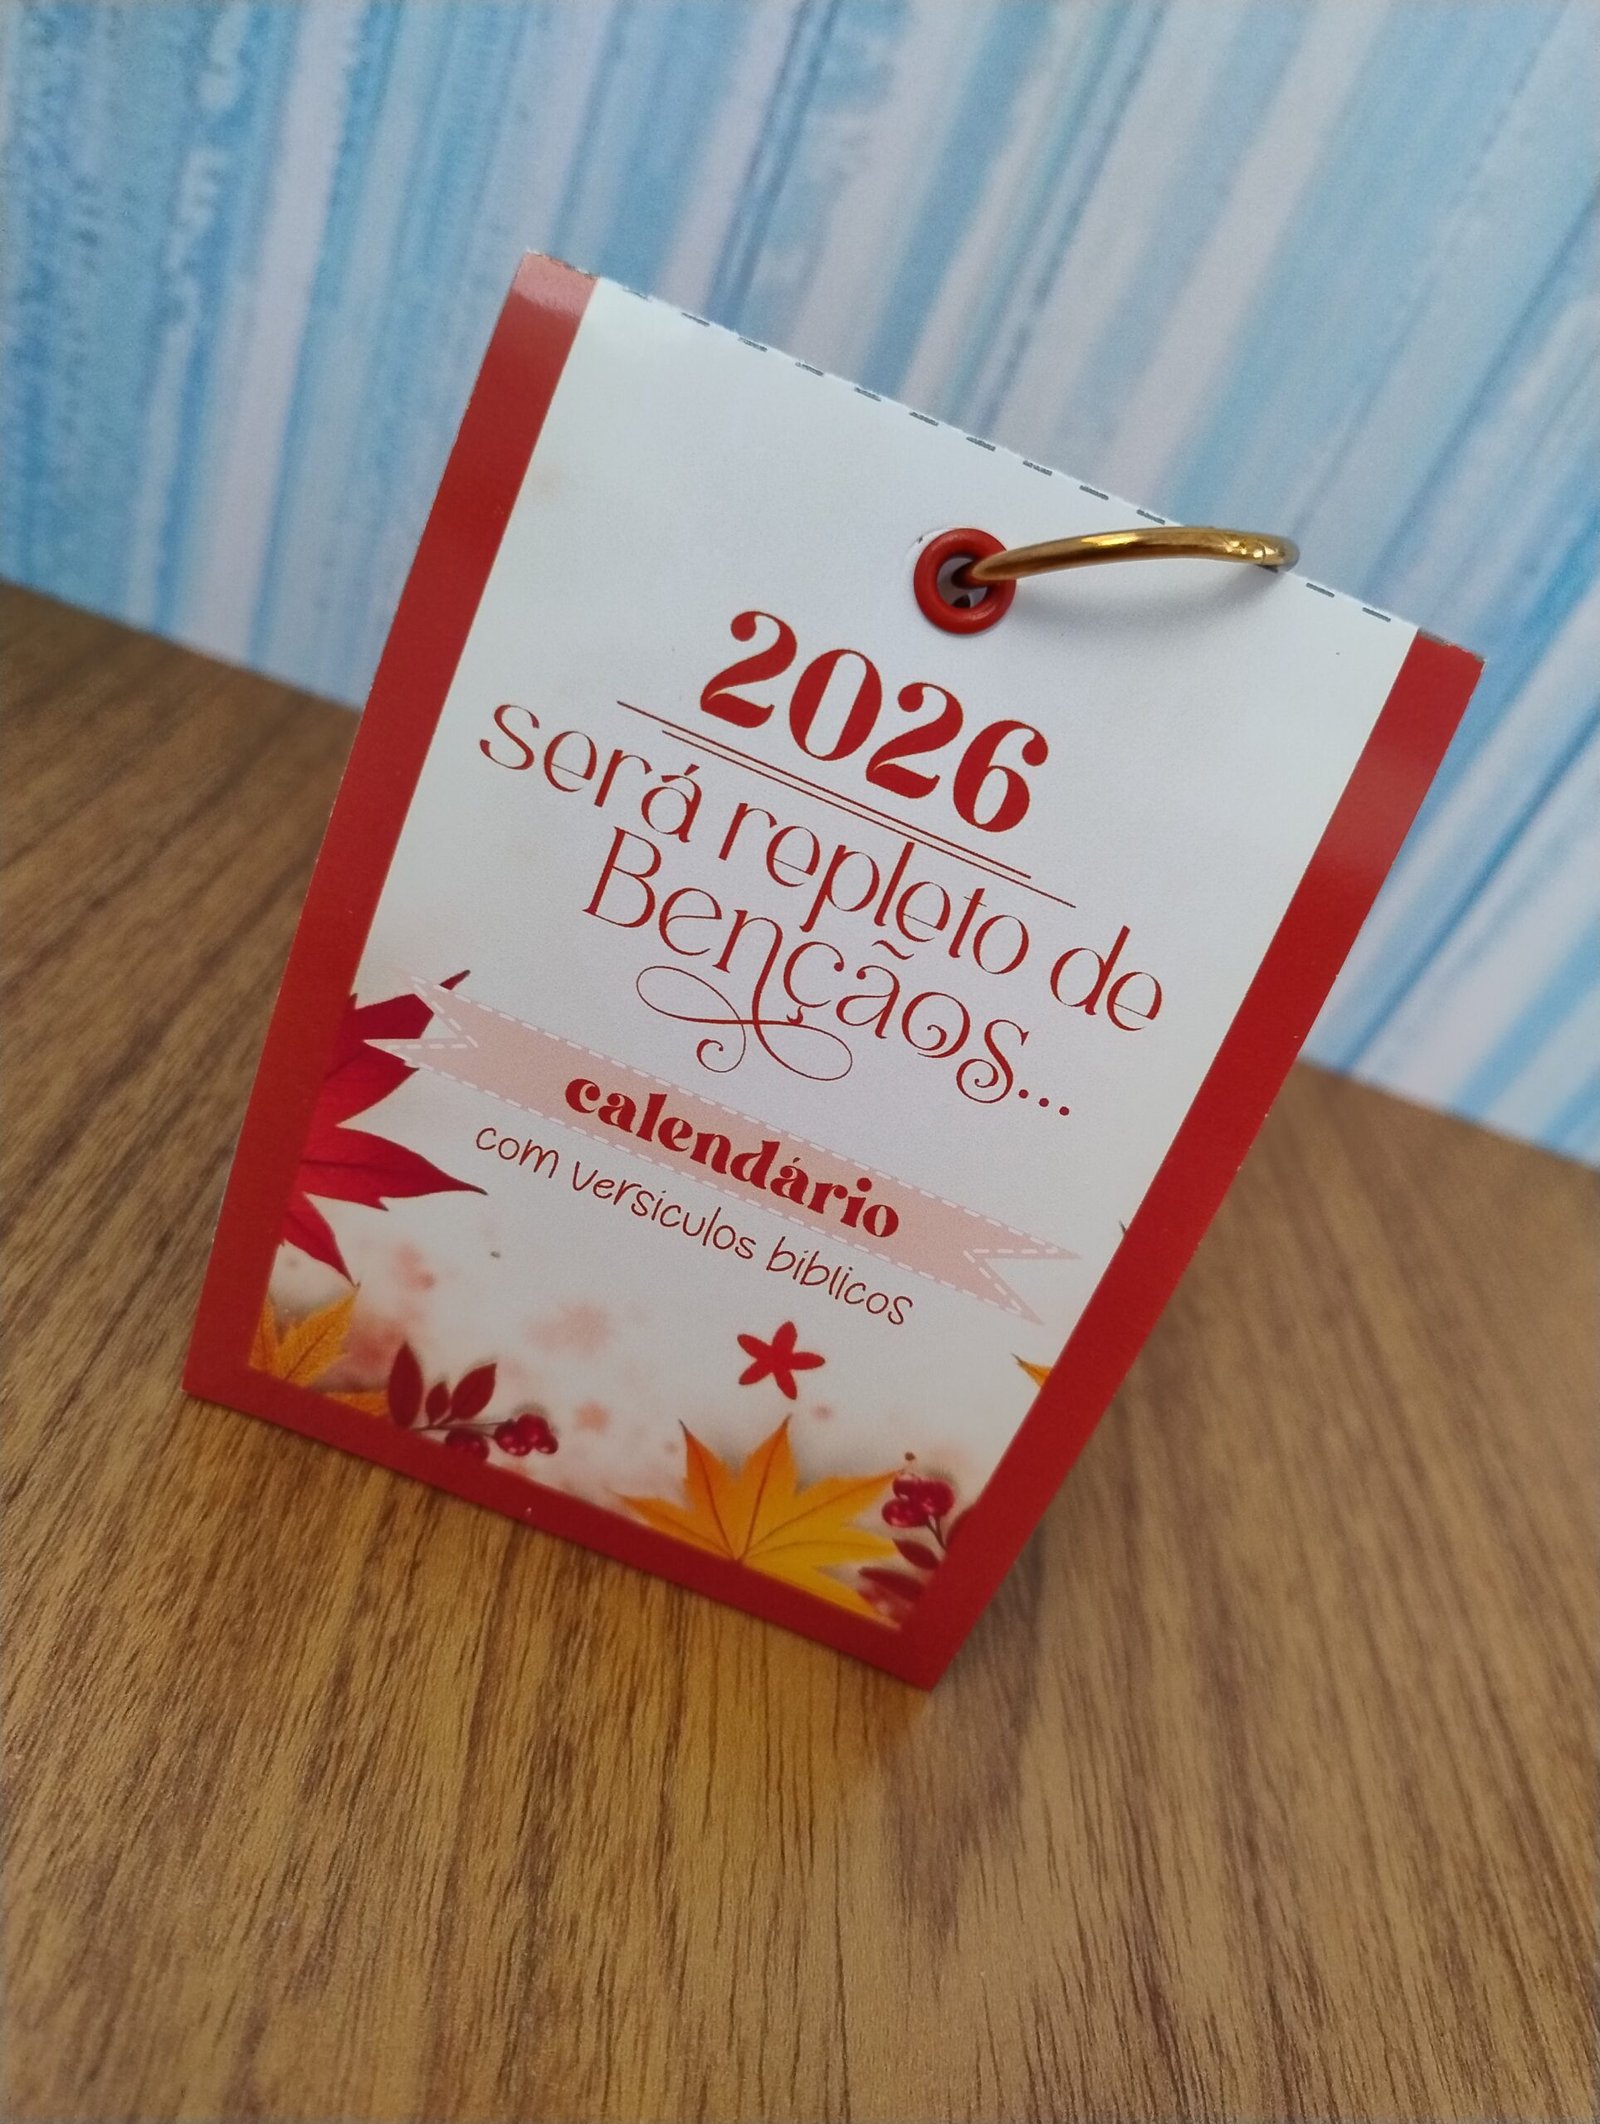 2026
será repleto de
Bençãos...
calendário
com versiculos biblicos